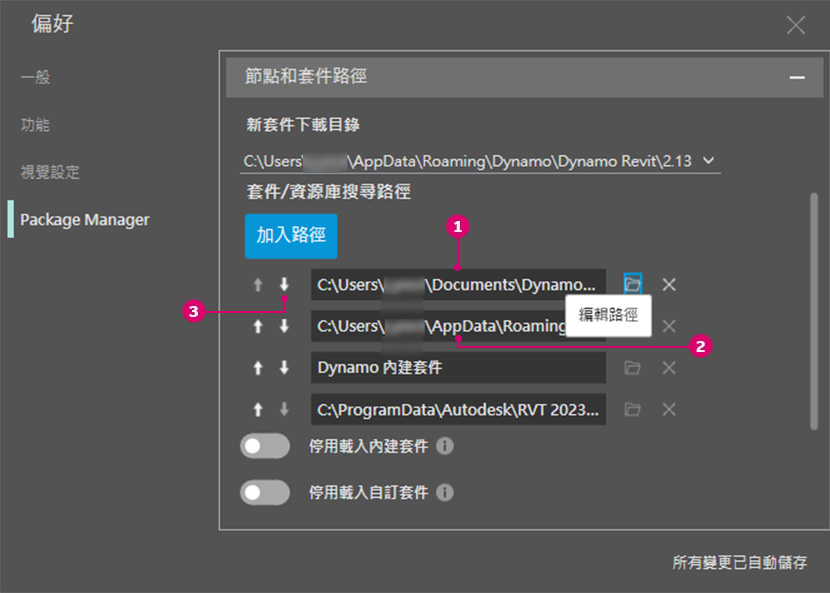 偏好
一般
功能
視覺設定
Package Manager
節點和套件路徑
新套件下載目錄
C:\Users\ \AppData\Roaming\Dynamo\Dynamo Revit\2.13
套件/資源庫搜尋路徑
加入路徑
1
C:\Users\ \Documents\Dynamo...
3
編輯路徑
C:\Users\ \AppData\Roaming
2
Dynamo 內建套件
C:\ProgramData\Autodesk\RVT 2023...
停用載入內建套件
停用載入自訂套件
所有變更已自動儲存